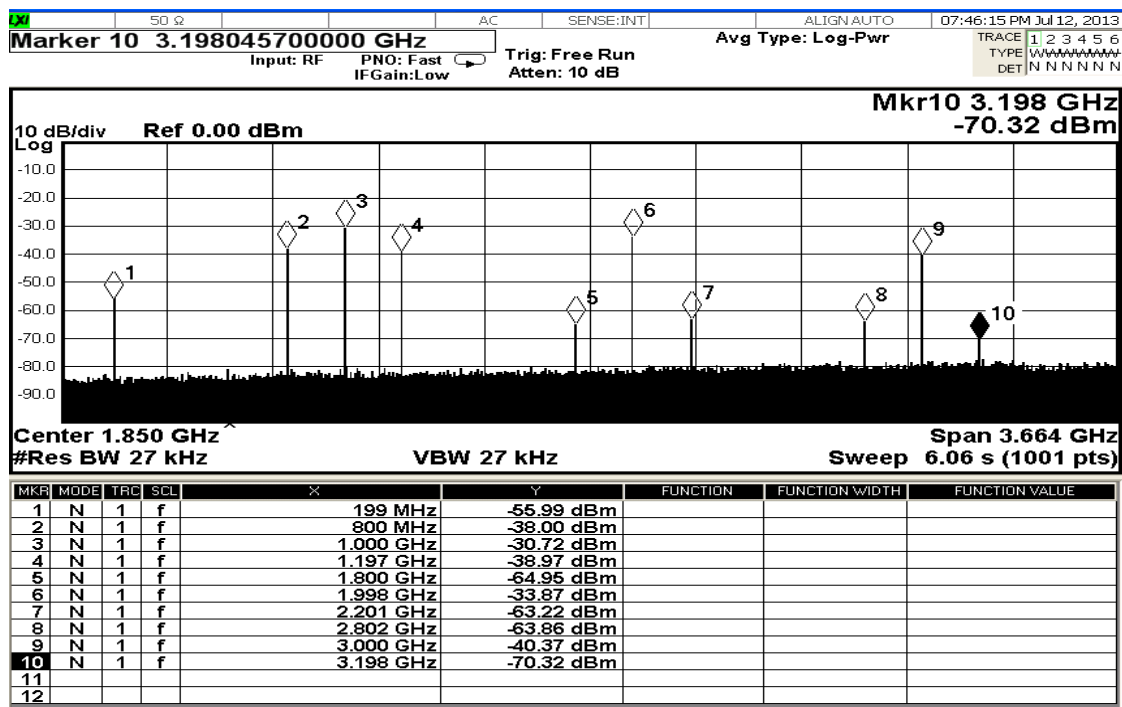 LXI 50 Ω AC SENSE:INT ALIGN AUTO 07:46:15 PM Jul 12, 2013
Marker 10 3.198045700000 GHz
Input: RF PNO: Fast Trig: Free Run Avg Type: Log-Pwr TRACE 1 2 3 4 5 6
IFGain:Low Atten: 10 dB TYPE WWWWWW
DET N N N N N N
Mkr10 3.198 GHz
10 dB/div Ref 0.00 dBm -70.32 dBm
Log
-10.0
-20.0
-30.0
-40.0
-50.0
-60.0
-70.0
-80.0
-90.0
1 2 3 4 5 6 7 8 9 10
Center 1.850 GHz^ Span 3.664 GHz
#Res BW 27 kHz VBW 27 kHz Sweep 6.06 s (1001 pts)
MKR MODE TRC SCL X Y FUNCTION FUNCTION WIDTH FUNCTION VALUE
1 N 1 f 199 MHz -55.99 dBm
2 N 1 f 800 MHz -38.00 dBm
3 N 1 f 1.000 GHz -30.72 dBm
4 N 1 f 1.197 GHz -38.97 dBm
5 N 1 f 1.800 GHz -64.95 dBm
6 N 1 f 1.998 GHz -33.87 dBm
7 N 1 f 2.201 GHz -63.22 dBm
8 N 1 f 2.802 GHz -63.86 dBm
9 N 1 f 3.000 GHz -40.37 dBm
10 N 1 f 3.198 GHz -70.32 dBm
11
12